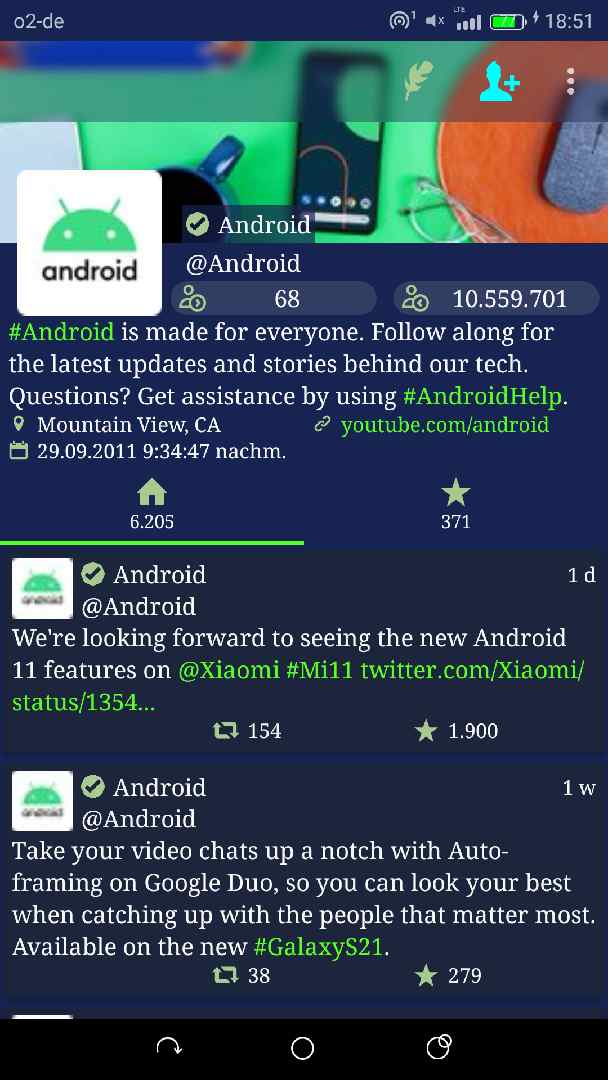 o2-de
1
x
LTE
77
18:51
android
Android
@Android
68
10.559.701
#Android is made for everyone. Follow along for
the latest updates and stories behind our tech.
Questions? Get assistance by using #AndroidHelp.
Mountain View, CA
youtube.com/android
29.09.2011 9:34:47 nachm.
6.205
371
android
Android
1 d
@Android
We're looking forward to seeing the new Android
11 features on @Xiaomi #Mi11 twitter.com/Xiaomi/
status/1354...
154
1.900
android
Android
1 w
@Android
Take your video chats up a notch with Auto-
framing on Google Duo, so you can look your best
when catching up with the people that matter most.
Available on the new #GalaxyS21.
38
279